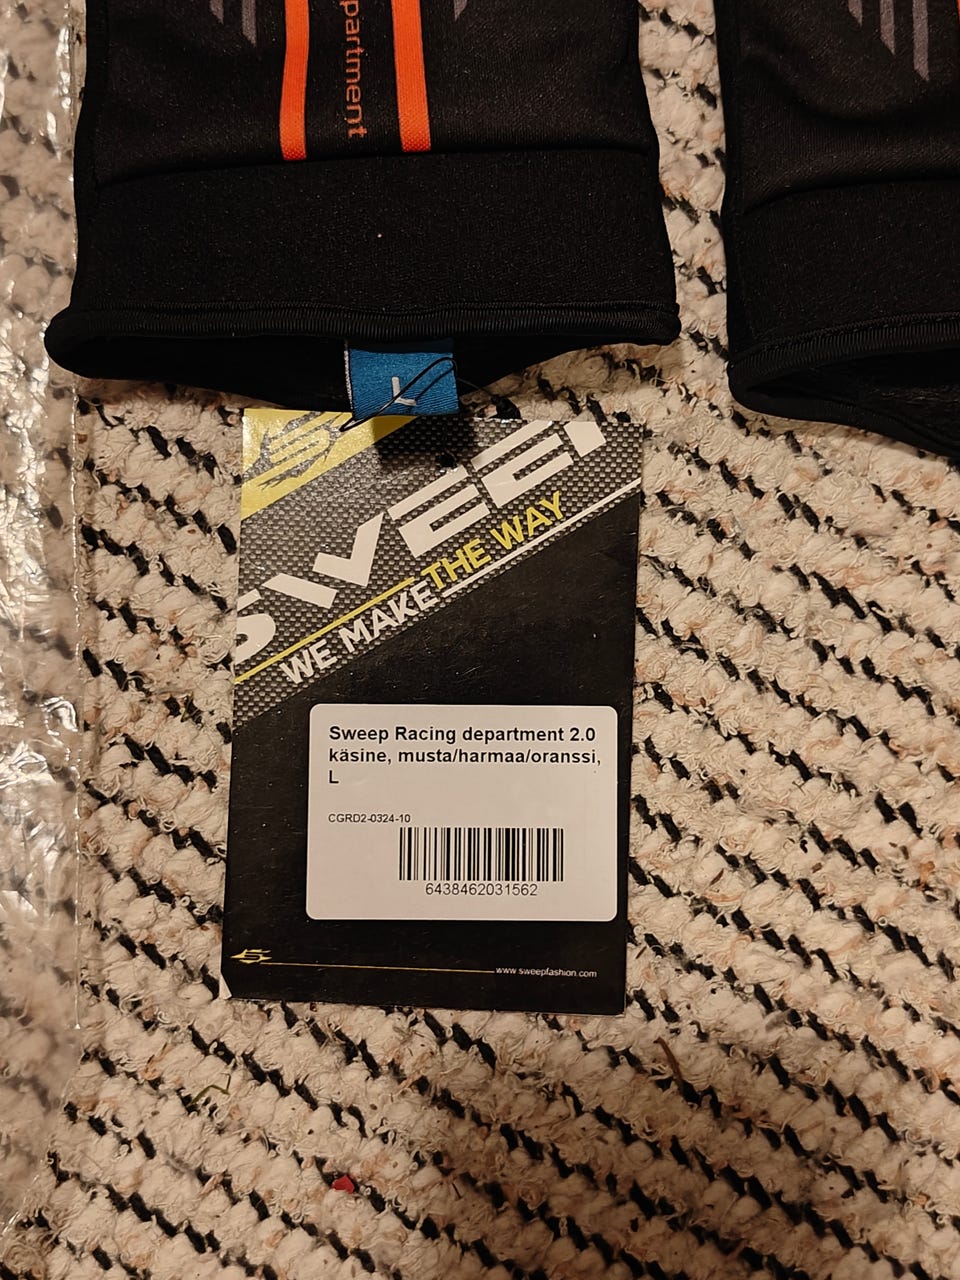 partment
SWEEP
WE MAKE THE WAY
Sweep Racing department 2.0
käsine, musta/harmaa/oranssi,
L
CGRD2-0324-10
6438462031562
www.sweepfashion.com